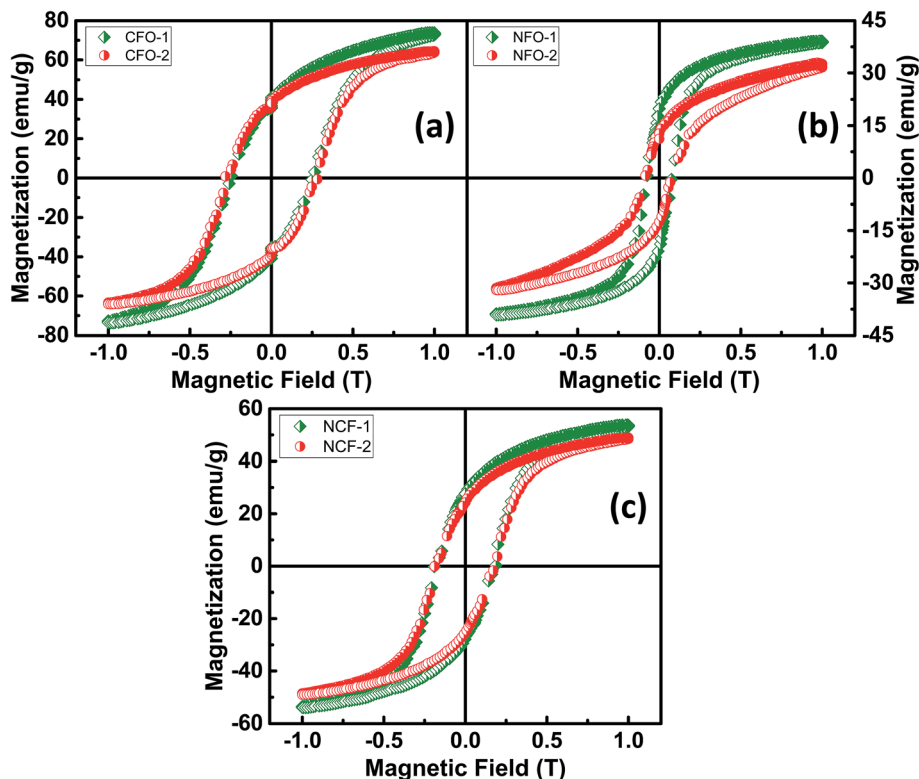 80
60
40
20
0
-20
-40
-60
-80
Magnetization (emu/g)
CFO-1
CFO-2
(a)
-1.0 -0.5 0.0 0.5 1.0
Magnetic Field (T)
NFO-1
NFO-2
(b)
45
30
15
0
-15
-30
-45
Magnetization (emu/g)
-1.0 -0.5 0.0 0.5 1.0
Magnetic Field (T)
60
40
20
0
-20
-40
-60
Magnetization (emu/g)
NCF-1
NCF-2
(c)
-1.0 -0.5 0.0 0.5 1.0
Magnetic Field (T)